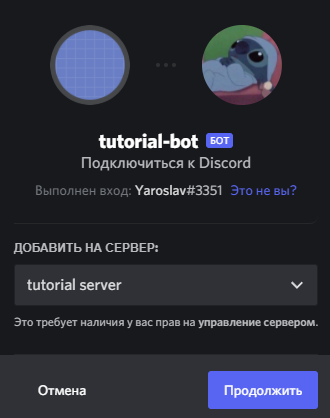 tutorial-bot БОТ
Подключиться к Discord
Выполнен вход: Yaroslav#3351 Это не вы?
ДОБАВИТЬ НА СЕРВЕР:
tutorial server
Это требует наличия у вас прав на управление сервером.
Отмена Продолжить